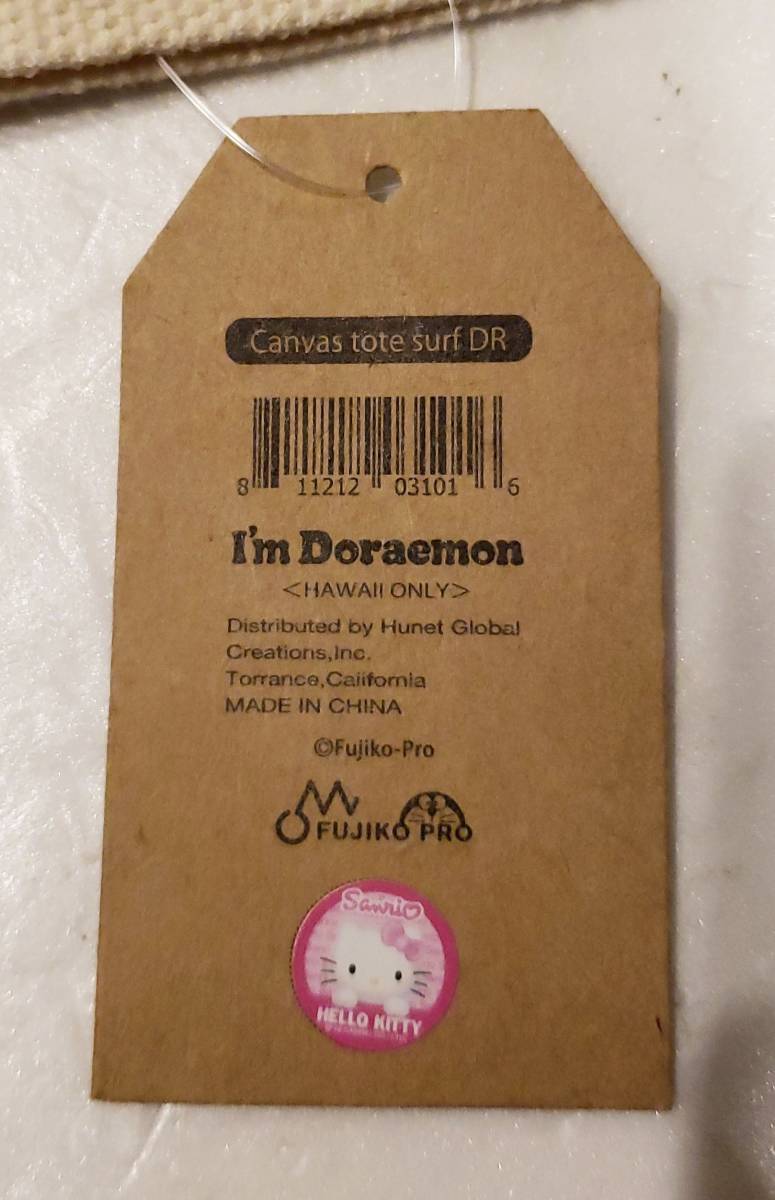 Canvas tote surf DR
8 11212 03101 6
I'm Doraemon
<HAWAII ONLY>
Distributed by Hunet Global
Creations,Inc.
Torrance,California
MADE IN CHINA
©Fujiko-Pro
FUJIKO PRO
Sanrio
HELLO KITTY